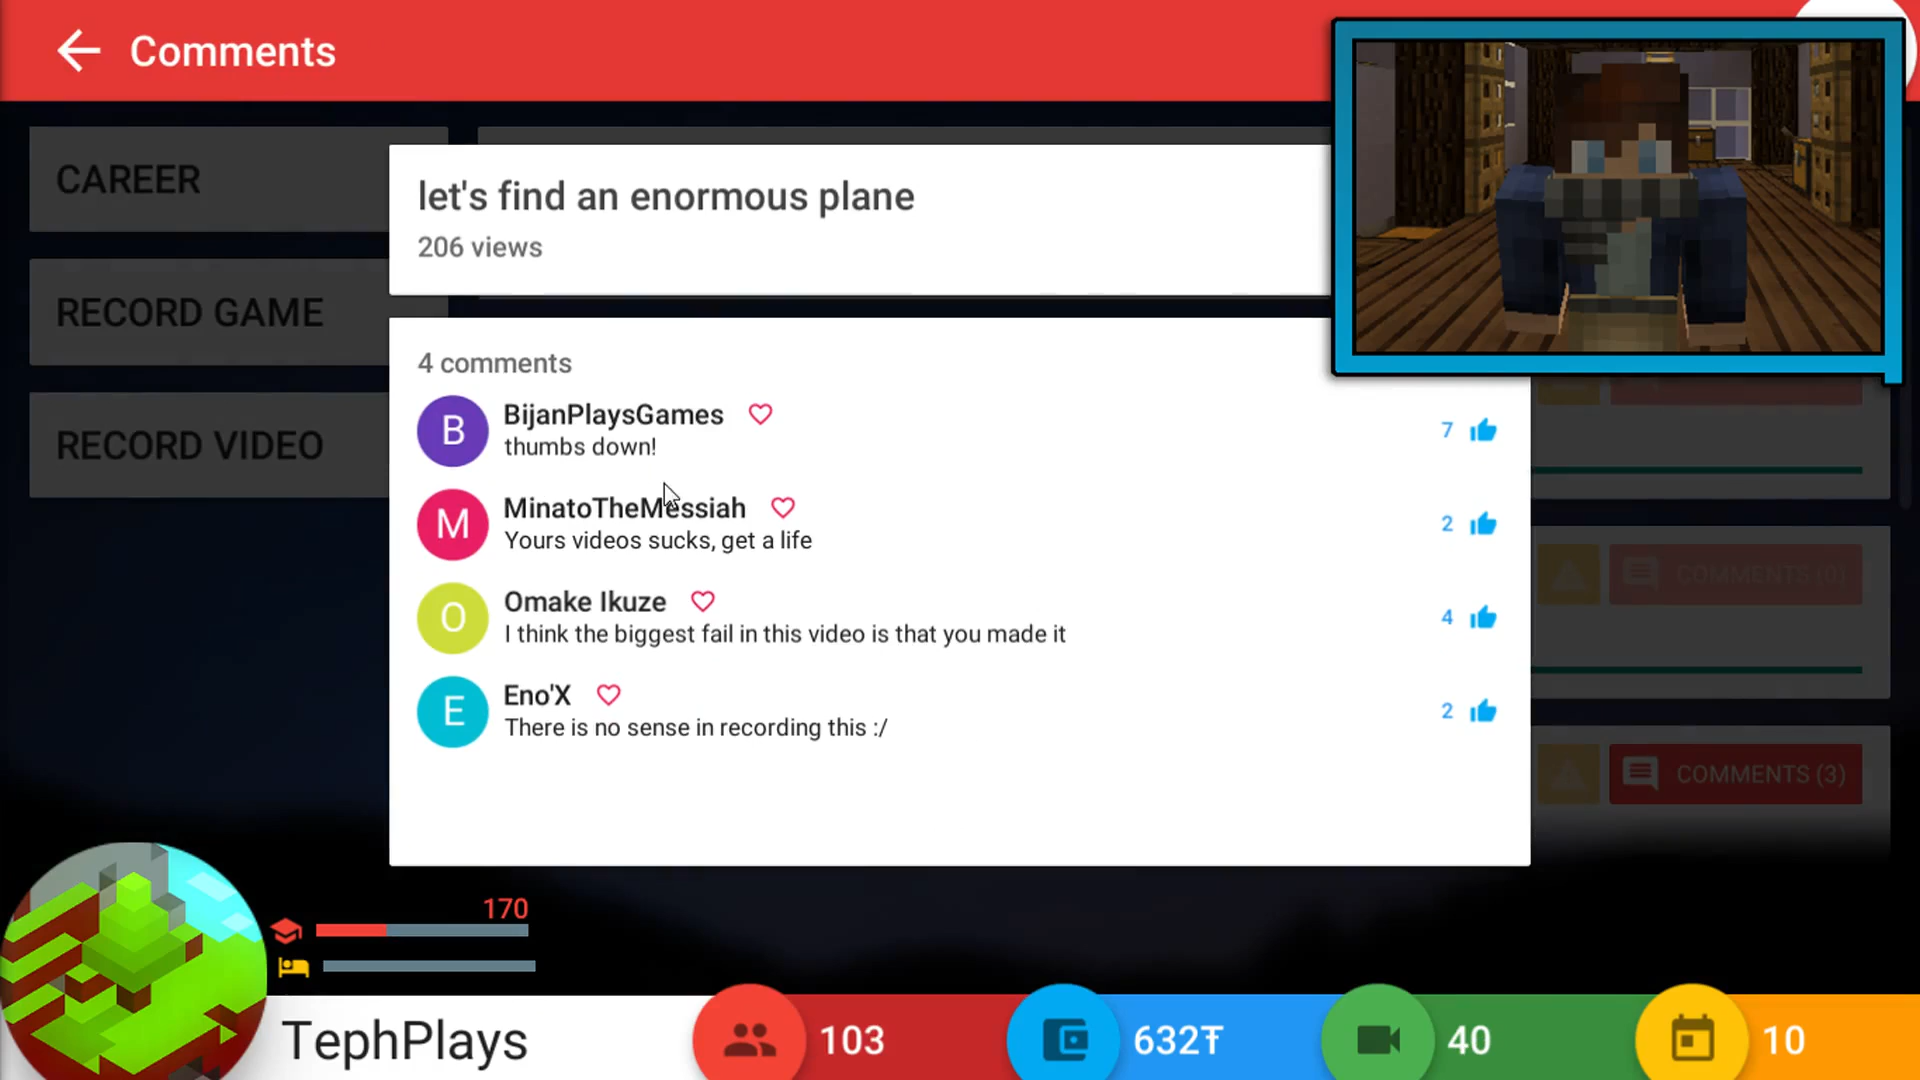 Comments
CAREER
RECORD GAME
RECORD VIDEO
let's find an enormous plane
206 views
4 comments
B
BijanPlaysGames
thumbs down!
7
M
MinatoTheMessiah
Yours videos sucks, get a life
2
O
Omake Ikuze
I think the biggest fail in this video is that you made it
4
E
Eno'X
There is no sense in recording this :/
2
COMMENTS (0)
COMMENTS (3)
170
TephPlays
103
632Ŧ
40
10